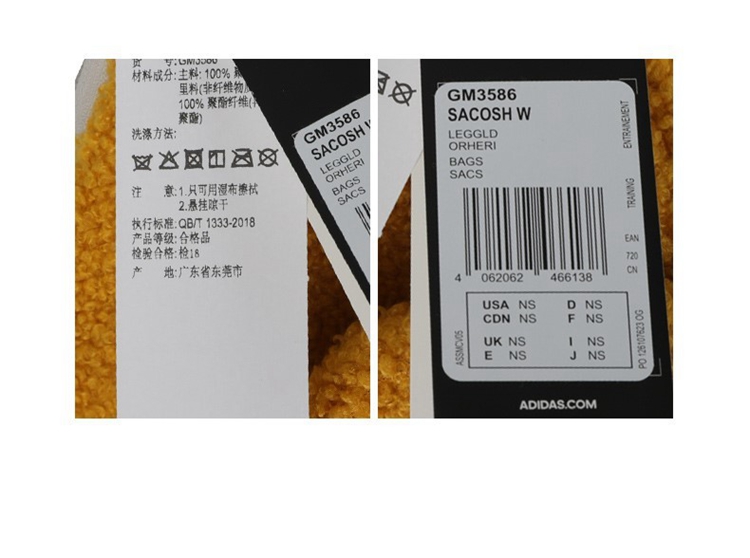 货 号:GM3586
材料成分:主料: 100% 聚
里料(非纤维物质
100% 聚酯纤维(
聚酯)
洗涤方法:
注 意:1.只可用湿布擦拭
2.悬挂晾干
执行标准:QB/T 1333-2018
产品等级:合格品
检验合格:检18
产 地:广东省东莞市
GM3586
SACOSH W
LEGGLD
ORHERI
BAGS
SACS
GM3586
SACOSH W
LEGGLD
ORHERI
BAGS
SACS
ENTRAINEMENT
TRAINING
EAN
720
CN
4 062062 466138
USA NS D NS
CDN NS F NS
UK NS I NS
E NS J NS
ASSMCV05
PO 126107623 OG
ADIDAS.COM